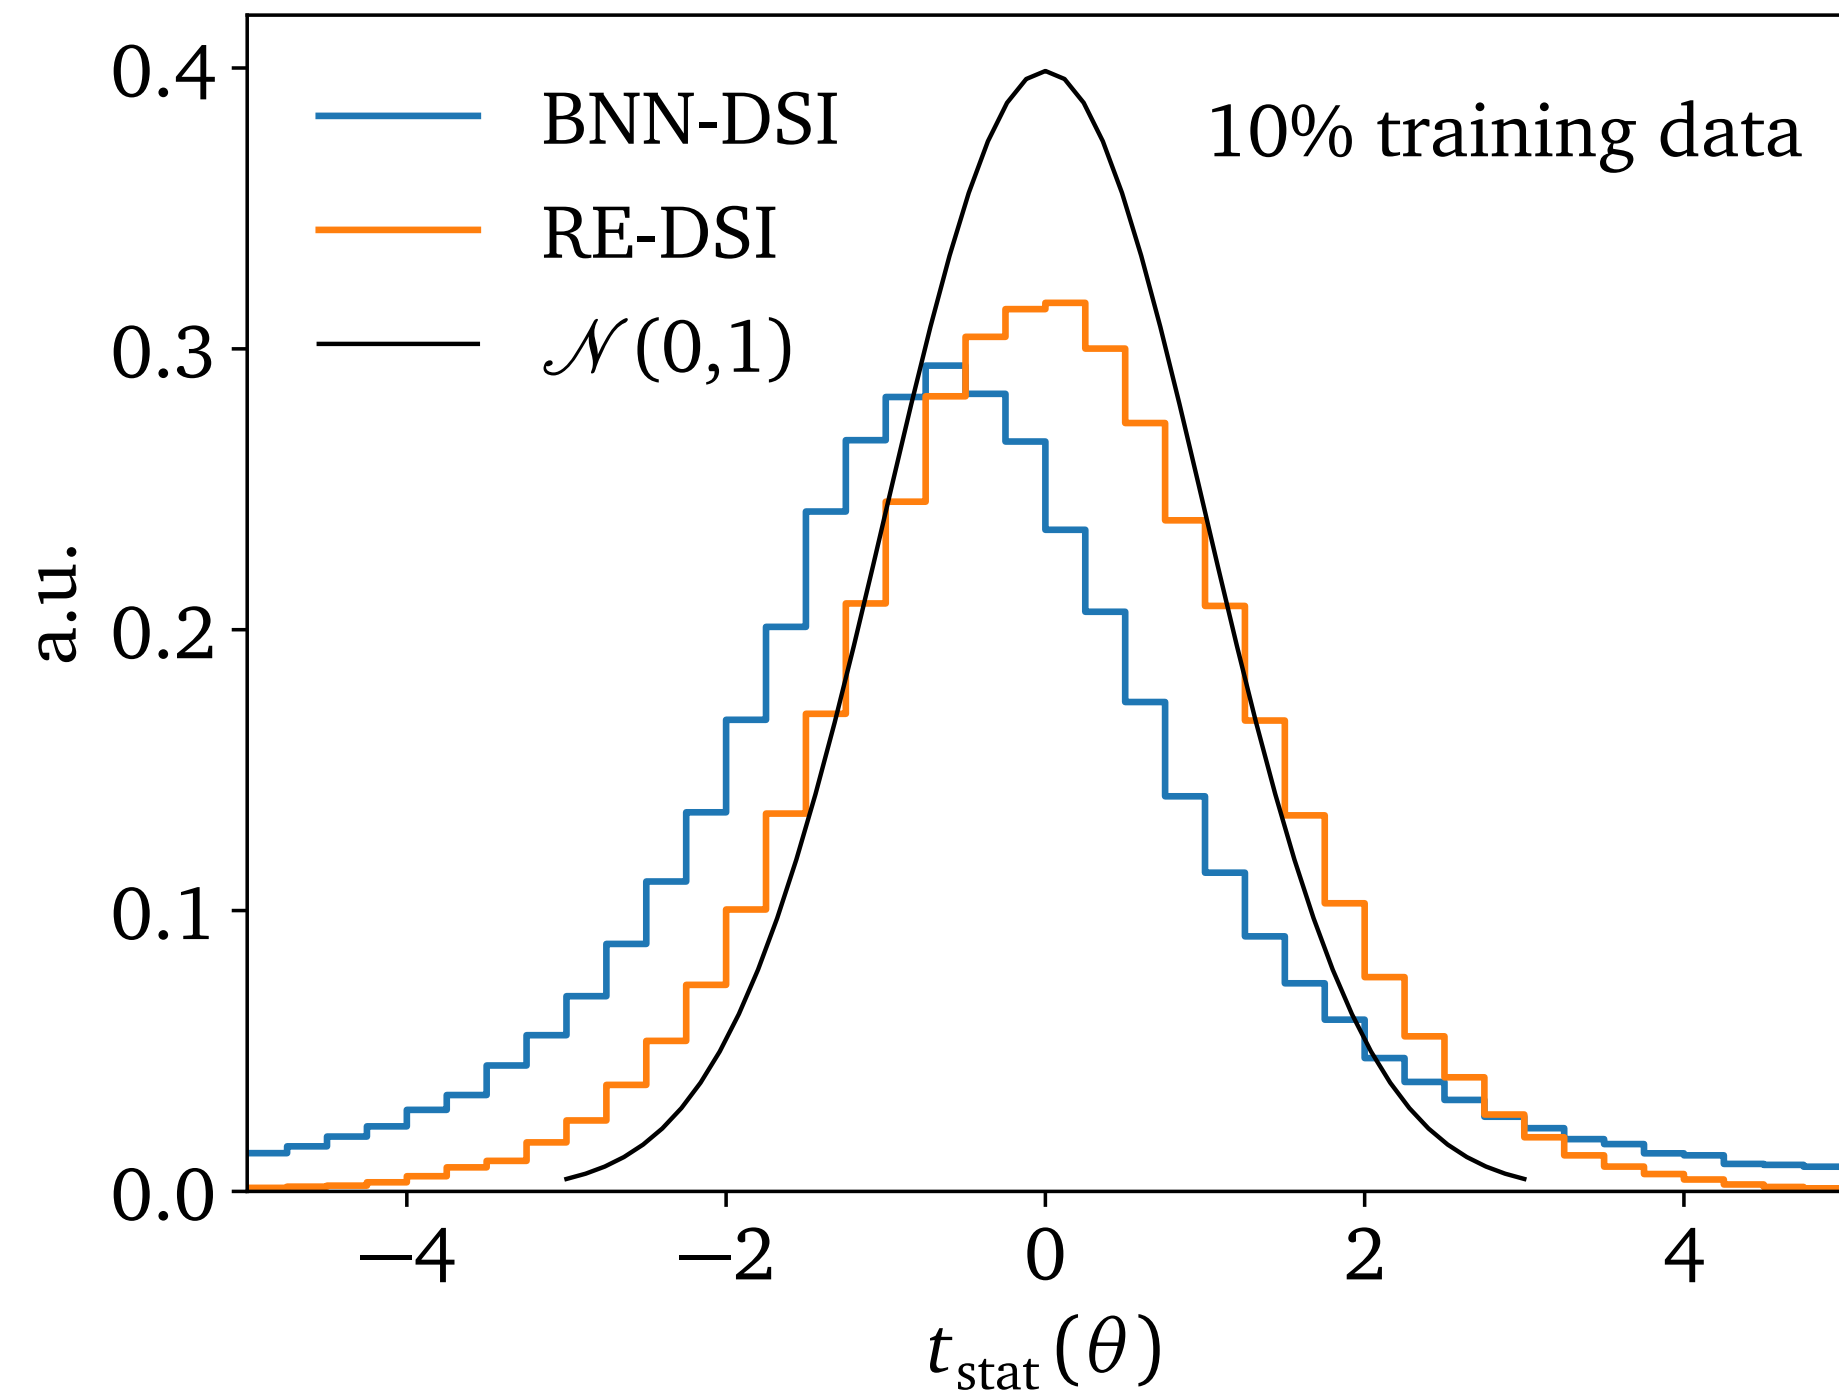 0.4
0.3
0.2
0.1
0.0
a.u.
BNN-DSI
RE-DSI
𝒩(0,1)
10% training data
−4
−2
0
2
4
t_stat(θ)